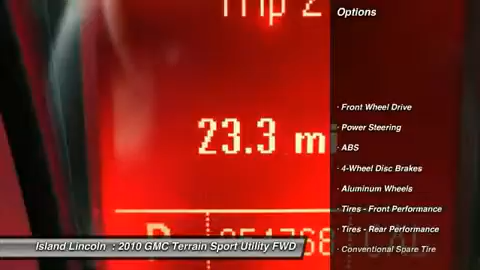 Trip 2
Options
23.3 mi
· Front Wheel Drive
· Power Steering
· ABS
· 4-Wheel Disc Brakes
· Aluminum Wheels
· Tires - Front Performance
· Tires - Rear Performance
· Conventional Spare Tire
Island Lincoln : 2010 GMC Terrain Sport Utility FWD